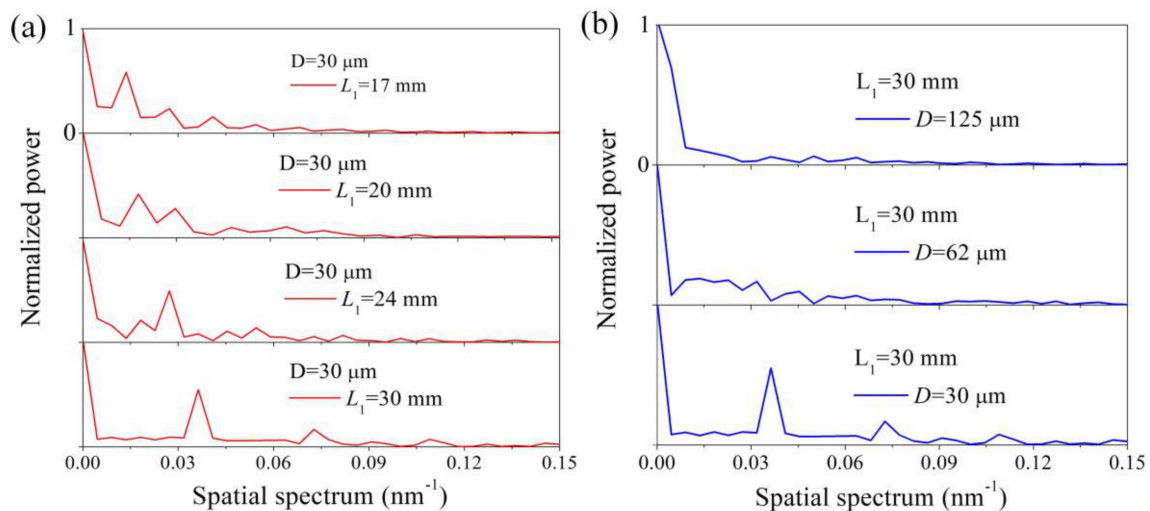 (a)
Normalized power
1
D=30 μm
L₁=17 mm
0
1
D=30 μm
L₁=20 mm
D=30 μm
L₁=24 mm
D=30 μm
L₁=30 mm
0.00 0.03 0.06 0.09 0.12 0.15
Spatial spectrum (nm⁻¹)
(b)
Normalized power
1
L₁=30 mm
D=125 μm
0
1
L₁=30 mm
D=62 μm
L₁=30 mm
D=30 μm
0.00 0.03 0.06 0.09 0.12 0.15
Spatial spectrum (nm⁻¹)